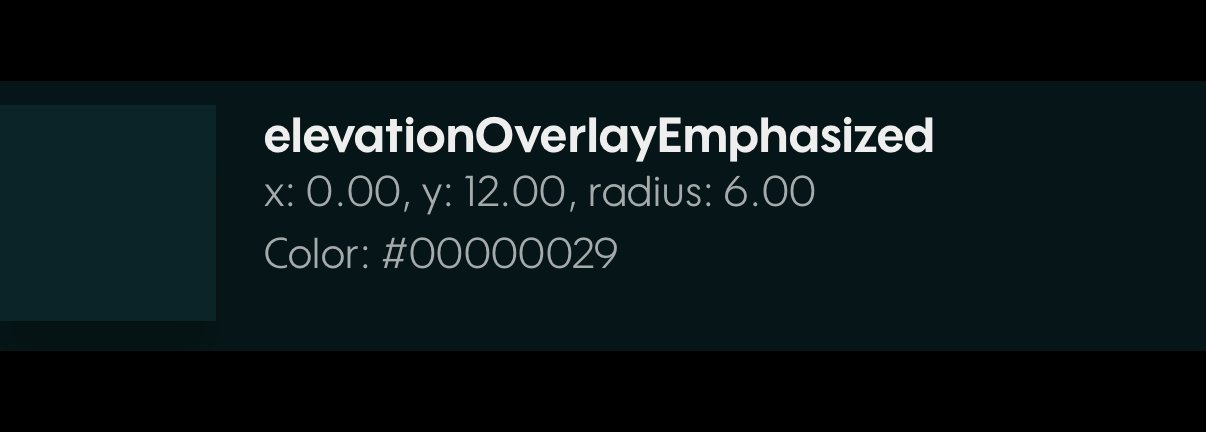 elevationOverlayEmphasized
x: 0.00, y: 12.00, radius: 6.00
Color: #00000029